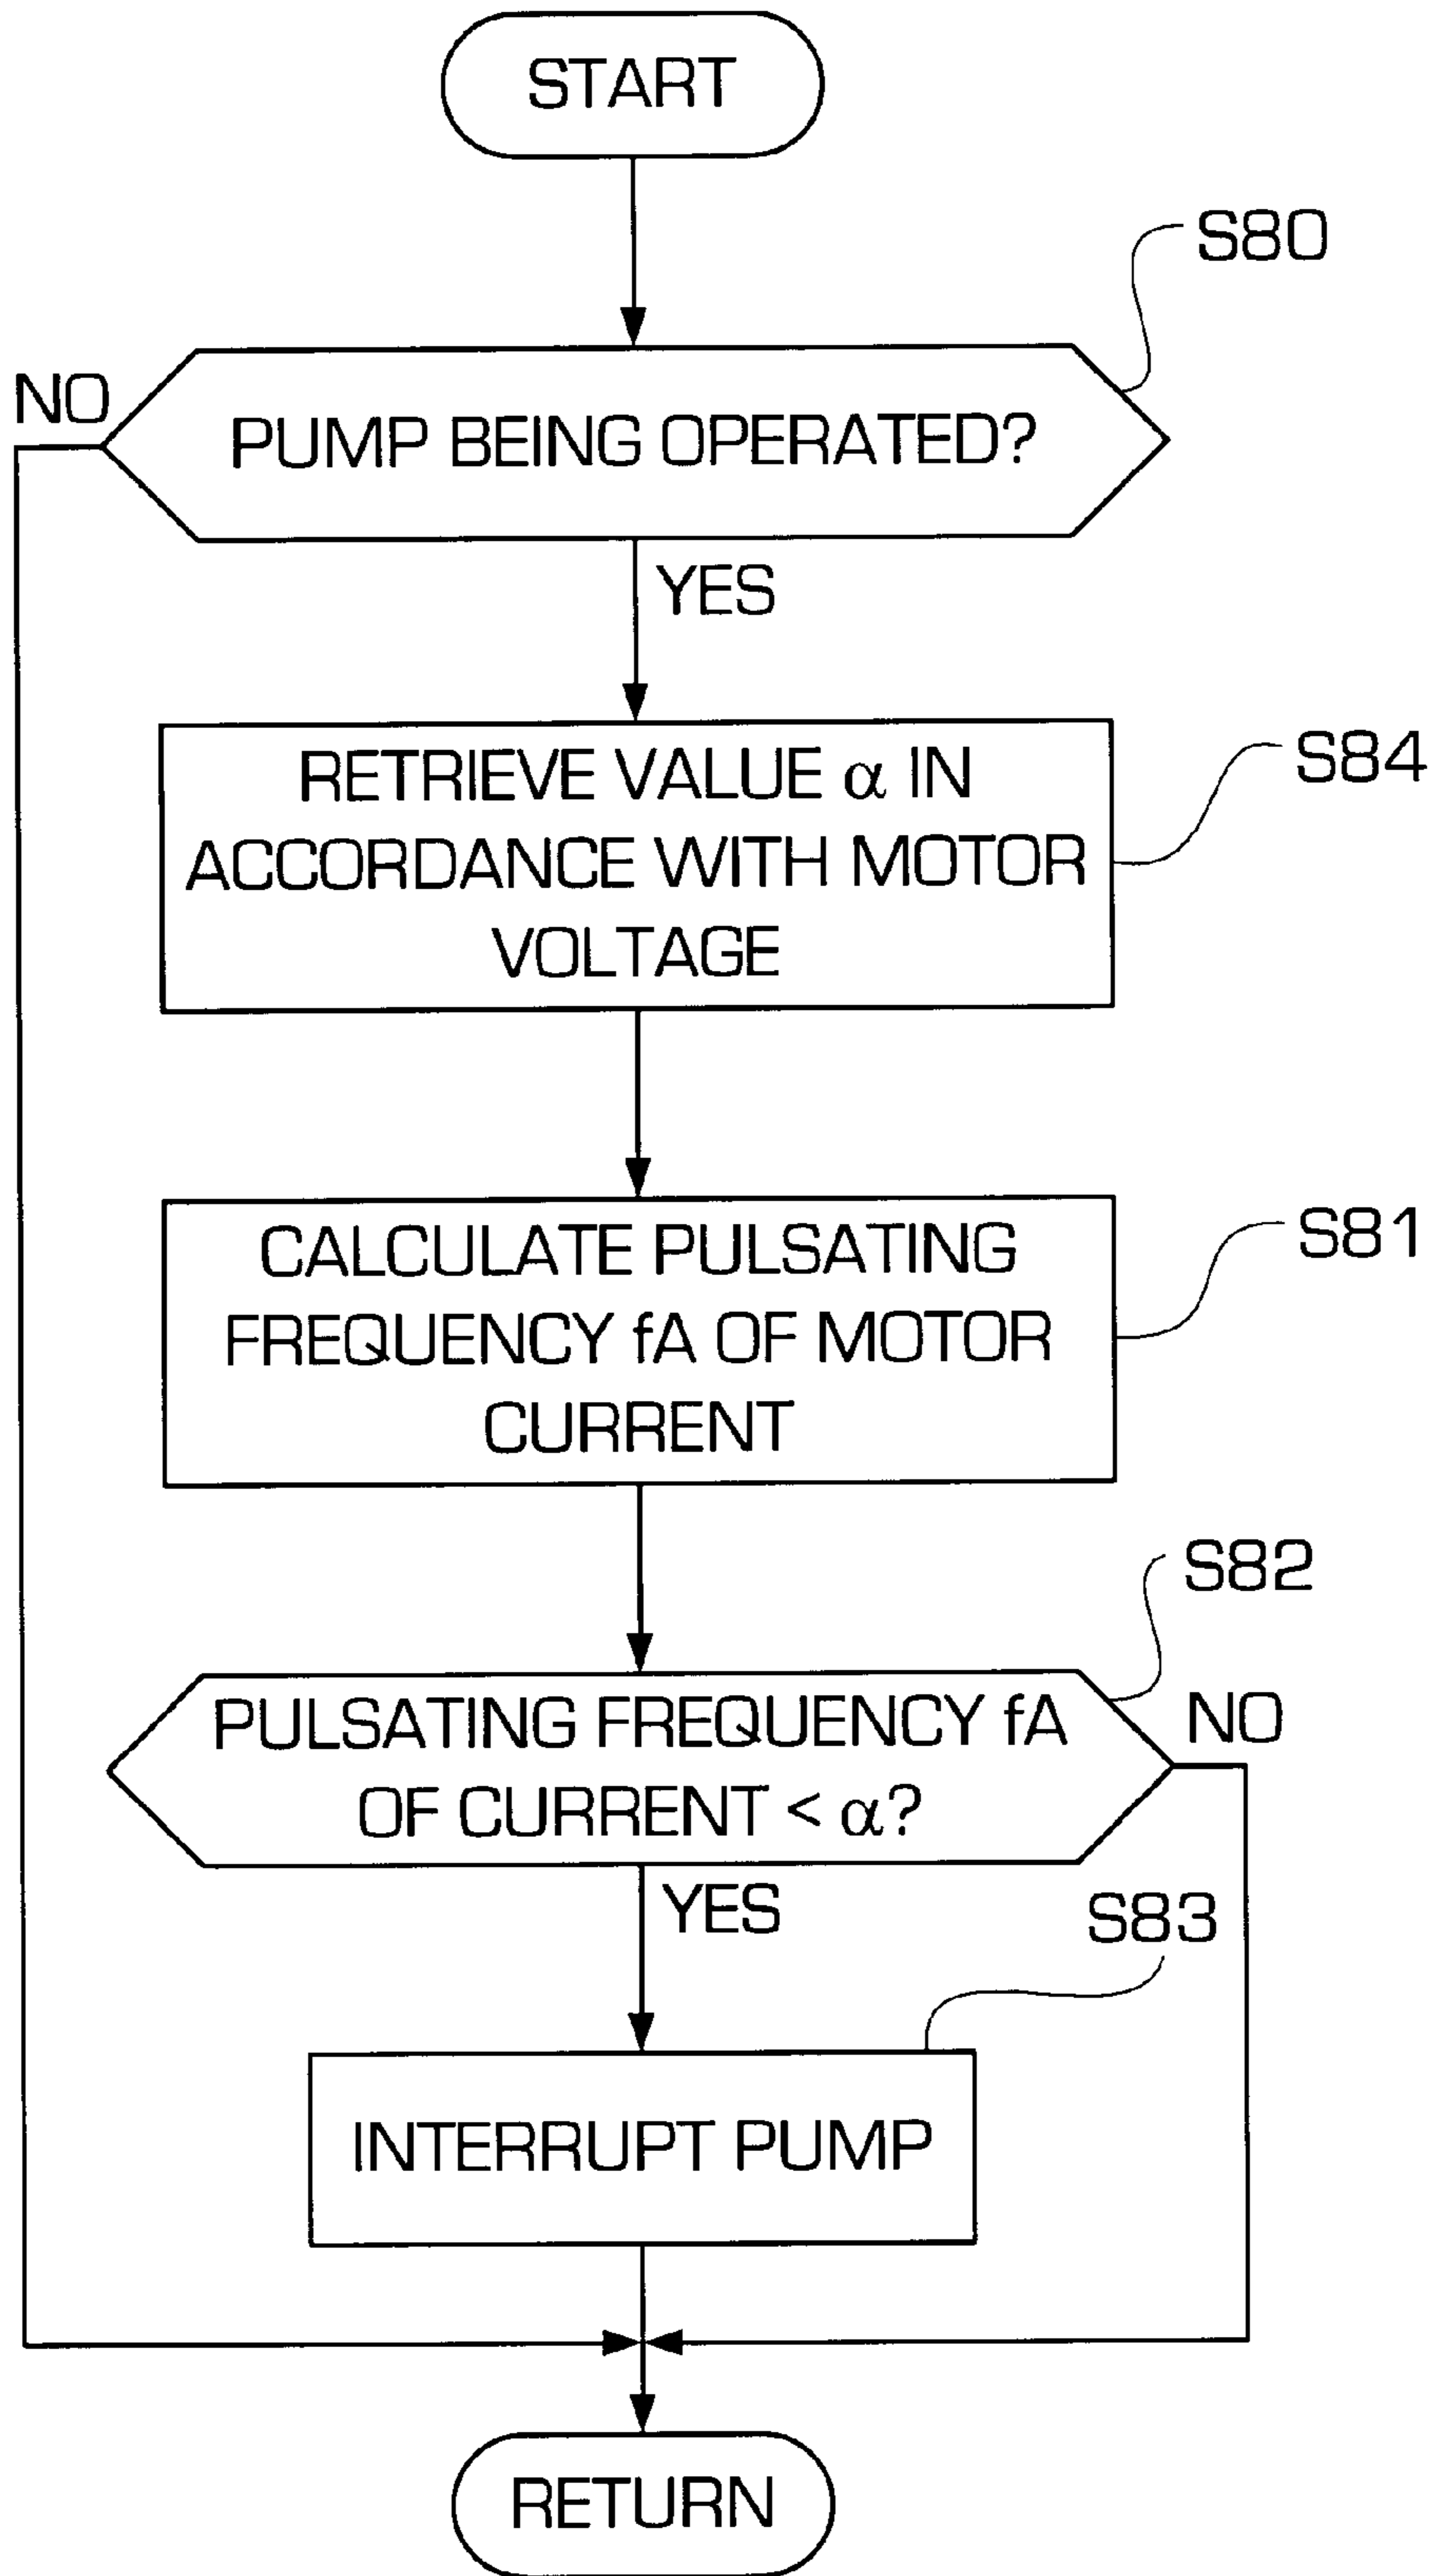 START
S80
NO
PUMP BEING OPERATED?
YES
RETRIEVE VALUE α IN
ACCORDANCE WITH MOTOR
VOLTAGE
S84
CALCULATE PULSATING
FREQUENCY fA OF MOTOR
CURRENT
S81
S82
PULSATING FREQUENCY fA
OF CURRENT < α?
NO
YES
S83
INTERRUPT PUMP
RETURN